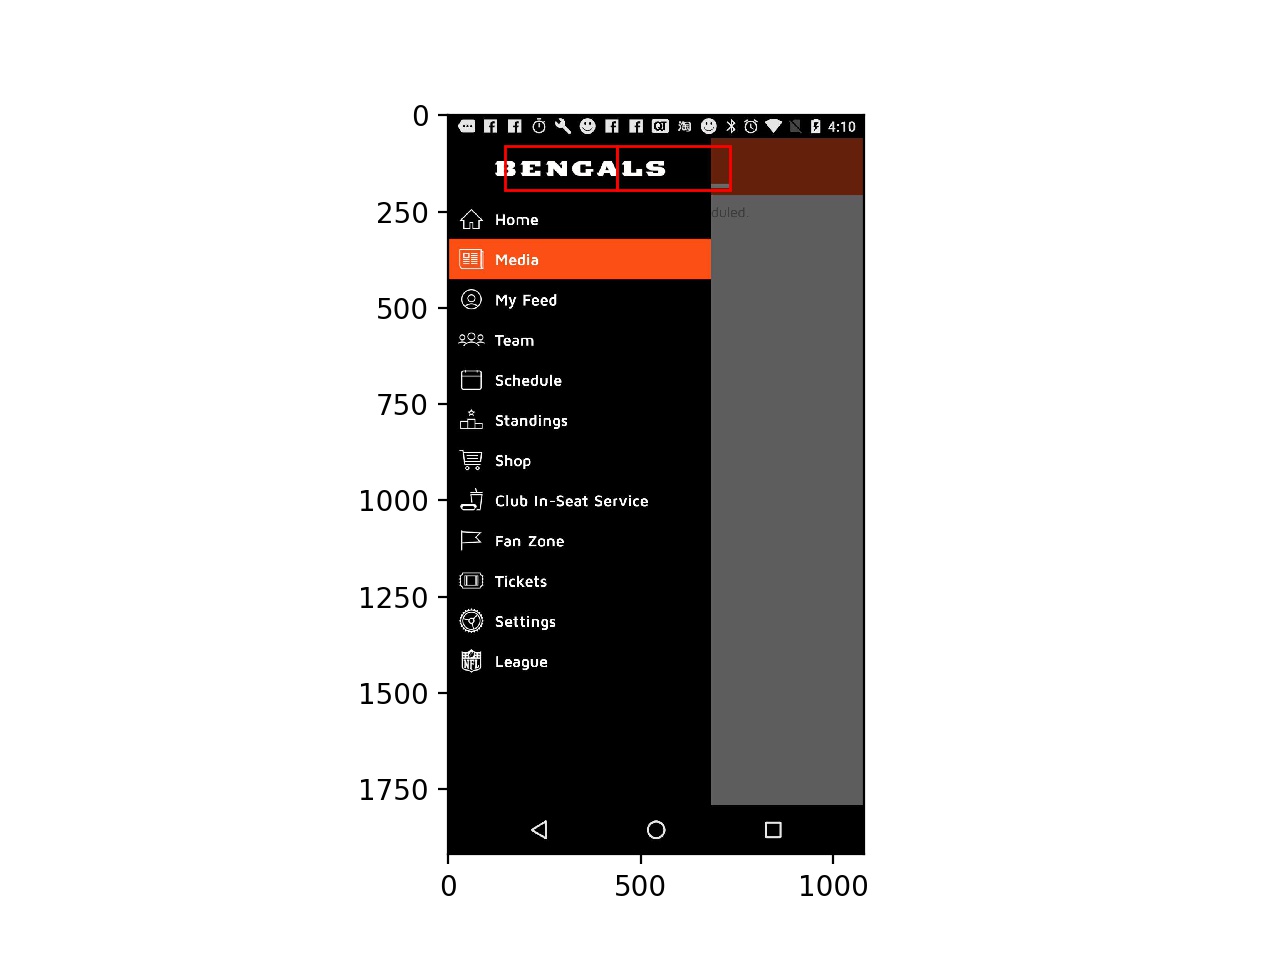 4:10
BENGALS
duled.
Home
Media
My Feed
Team
Schedule
Standings
Shop
Club In-Seat Service
Fan Zone
Tickets
Settings
NFL
League
0
250
500
750
1000
1250
1500
1750
0
500
1000